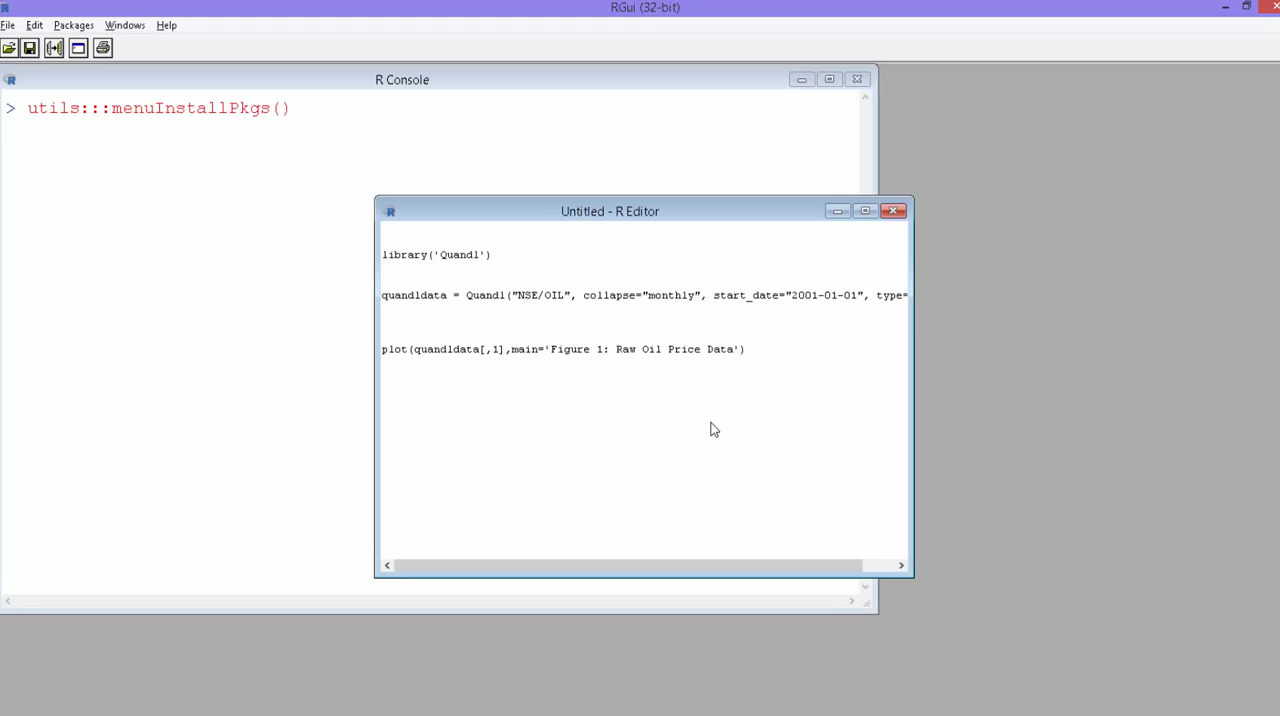 RGui (32-bit)
File Edit Packages Windows Help
R Console
> utils:::menuInstallPkgs()
Untitled - R Editor
library('Quandl')
quandldata = Quandl("NSE/OIL", collapse="monthly", start_date="2001-01-01", type=
plot(quandldata[,1],main='Figure 1: Raw Oil Price Data')